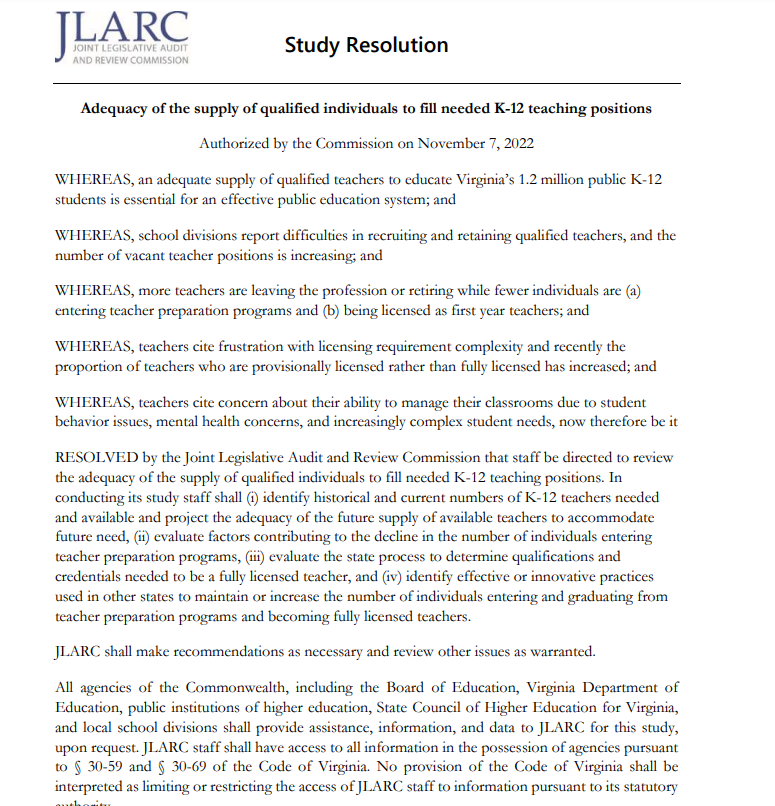 JLARC
JOINT LEGISLATIVE AUDIT
AND REVIEW COMMISSION
Study Resolution
Adequacy of the supply of qualified individuals to fill needed K-12 teaching positions
Authorized by the Commission on November 7, 2022
WHEREAS, an adequate supply of qualified teachers to educate Virginia’s 1.2 million public K-12
students is essential for an effective public education system; and
WHEREAS, school divisions report difficulties in recruiting and retaining qualified teachers, and the
number of vacant teacher positions is increasing; and
WHEREAS, more teachers are leaving the profession or retiring while fewer individuals are (a)
entering teacher preparation programs and (b) being licensed as first year teachers; and
WHEREAS, teachers cite frustration with licensing requirement complexity and recently the
proportion of teachers who are provisionally licensed rather than fully licensed has increased; and
WHEREAS, teachers cite concern about their ability to manage their classrooms due to student
behavior issues, mental health concerns, and increasingly complex student needs, now therefore be it
RESOLVED by the Joint Legislative Audit and Review Commission that staff be directed to review
the adequacy of the supply of qualified individuals to fill needed K-12 teaching positions. In
conducting its study staff shall (i) identify historical and current numbers of K-12 teachers needed
and available and project the adequacy of the future supply of available teachers to accommodate
future need, (ii) evaluate factors contributing to the decline in the number of individuals entering
teacher preparation programs, (iii) evaluate the state process to determine qualifications and
credentials needed to be a fully licensed teacher, and (iv) identify effective or innovative practices
used in other states to maintain or increase the number of individuals entering and graduating from
teacher preparation programs and becoming fully licensed teachers.
JLARC shall make recommendations as necessary and review other issues as warranted.
All agencies of the Commonwealth, including the Board of Education, Virginia Department of
Education, public institutions of higher education, State Council of Higher Education for Virginia,
and local school divisions shall provide assistance, information, and data to JLARC for this study,
upon request. JLARC staff shall have access to all information in the possession of agencies pursuant
to § 30-59 and § 30-69 of the Code of Virginia. No provision of the Code of Virginia shall be
interpreted as limiting or restricting the access of JLARC staff to information pursuant to its statutory